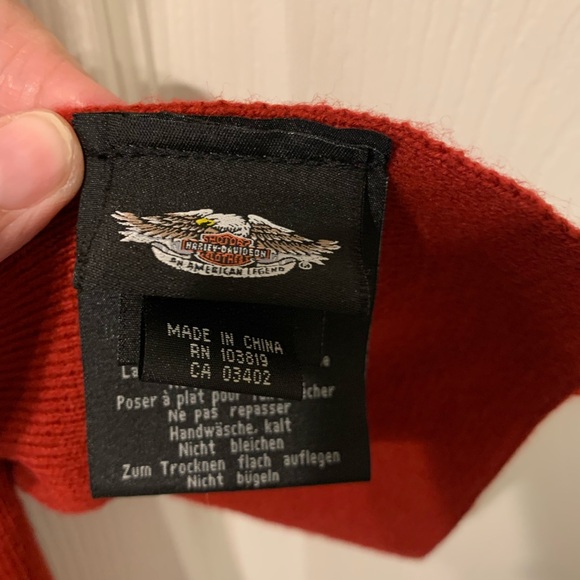 MOTOR
HARLEY-DAVIDSON
CLOTHES
AN AMERICAN LEGEND
MADE IN CHINA
RN 103819
CA 03402
La
Poser à plat pour
Ne pas repasser
Handwäsche, kalt
Nicht bleichen
Zum Trocknen flach auflegen
Nicht bügeln